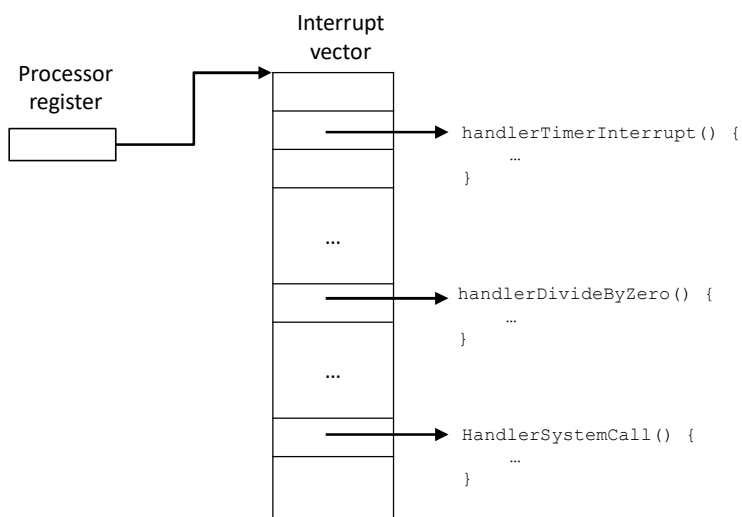 Interrupt
vector
Processor
register
handlerTimerInterrupt() {
…
}
...
handlerDivideByZero() {
…
}
...
HandlerSystemCall() {
…
}